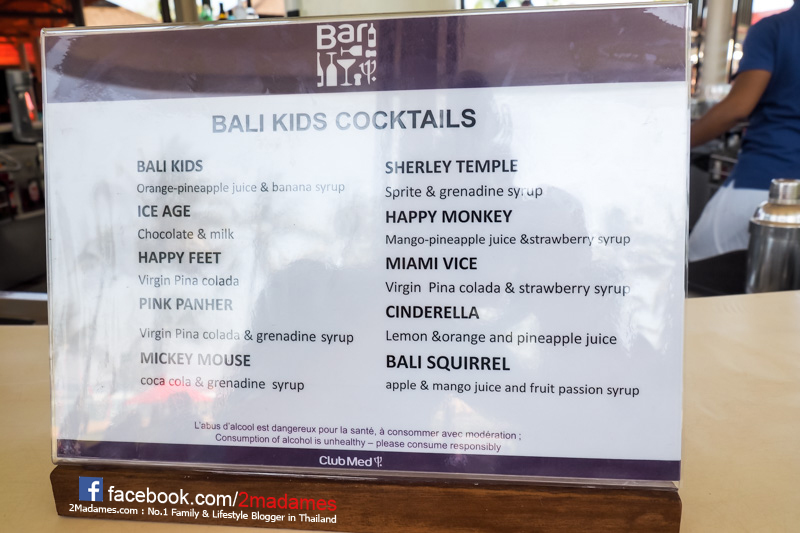 Bar
BALI KIDS COCKTAILS
BALI KIDS
Orange-pineapple juice & banana syrup
ICE AGE
Chocolate & milk
HAPPY FEET
Virgin Pina colada
PINK PANHER
Virgin Pina colada & grenadine syrup
MICKEY MOUSE
coca cola & grenadine syrup
SHERLEY TEMPLE
Sprite & grenadine syrup
HAPPY MONKEY
Mango-pineapple juice &strawberry syrup
MIAMI VICE
Virgin Pina colada & strawberry syrup
CINDERELLA
Lemon &orange and pineapple juice
BALI SQUIRREL
apple & mango juice and fruit passion syrup
L'abus d'alcool est dangereux pour la santé, à consommer avec modération ;
Consumption of alcohol is unhealthy – please consume responsibly
Club Med
facebook.com/2madames
2Madames.com : No.1 Family & Lifestyle Blogger in Thailand